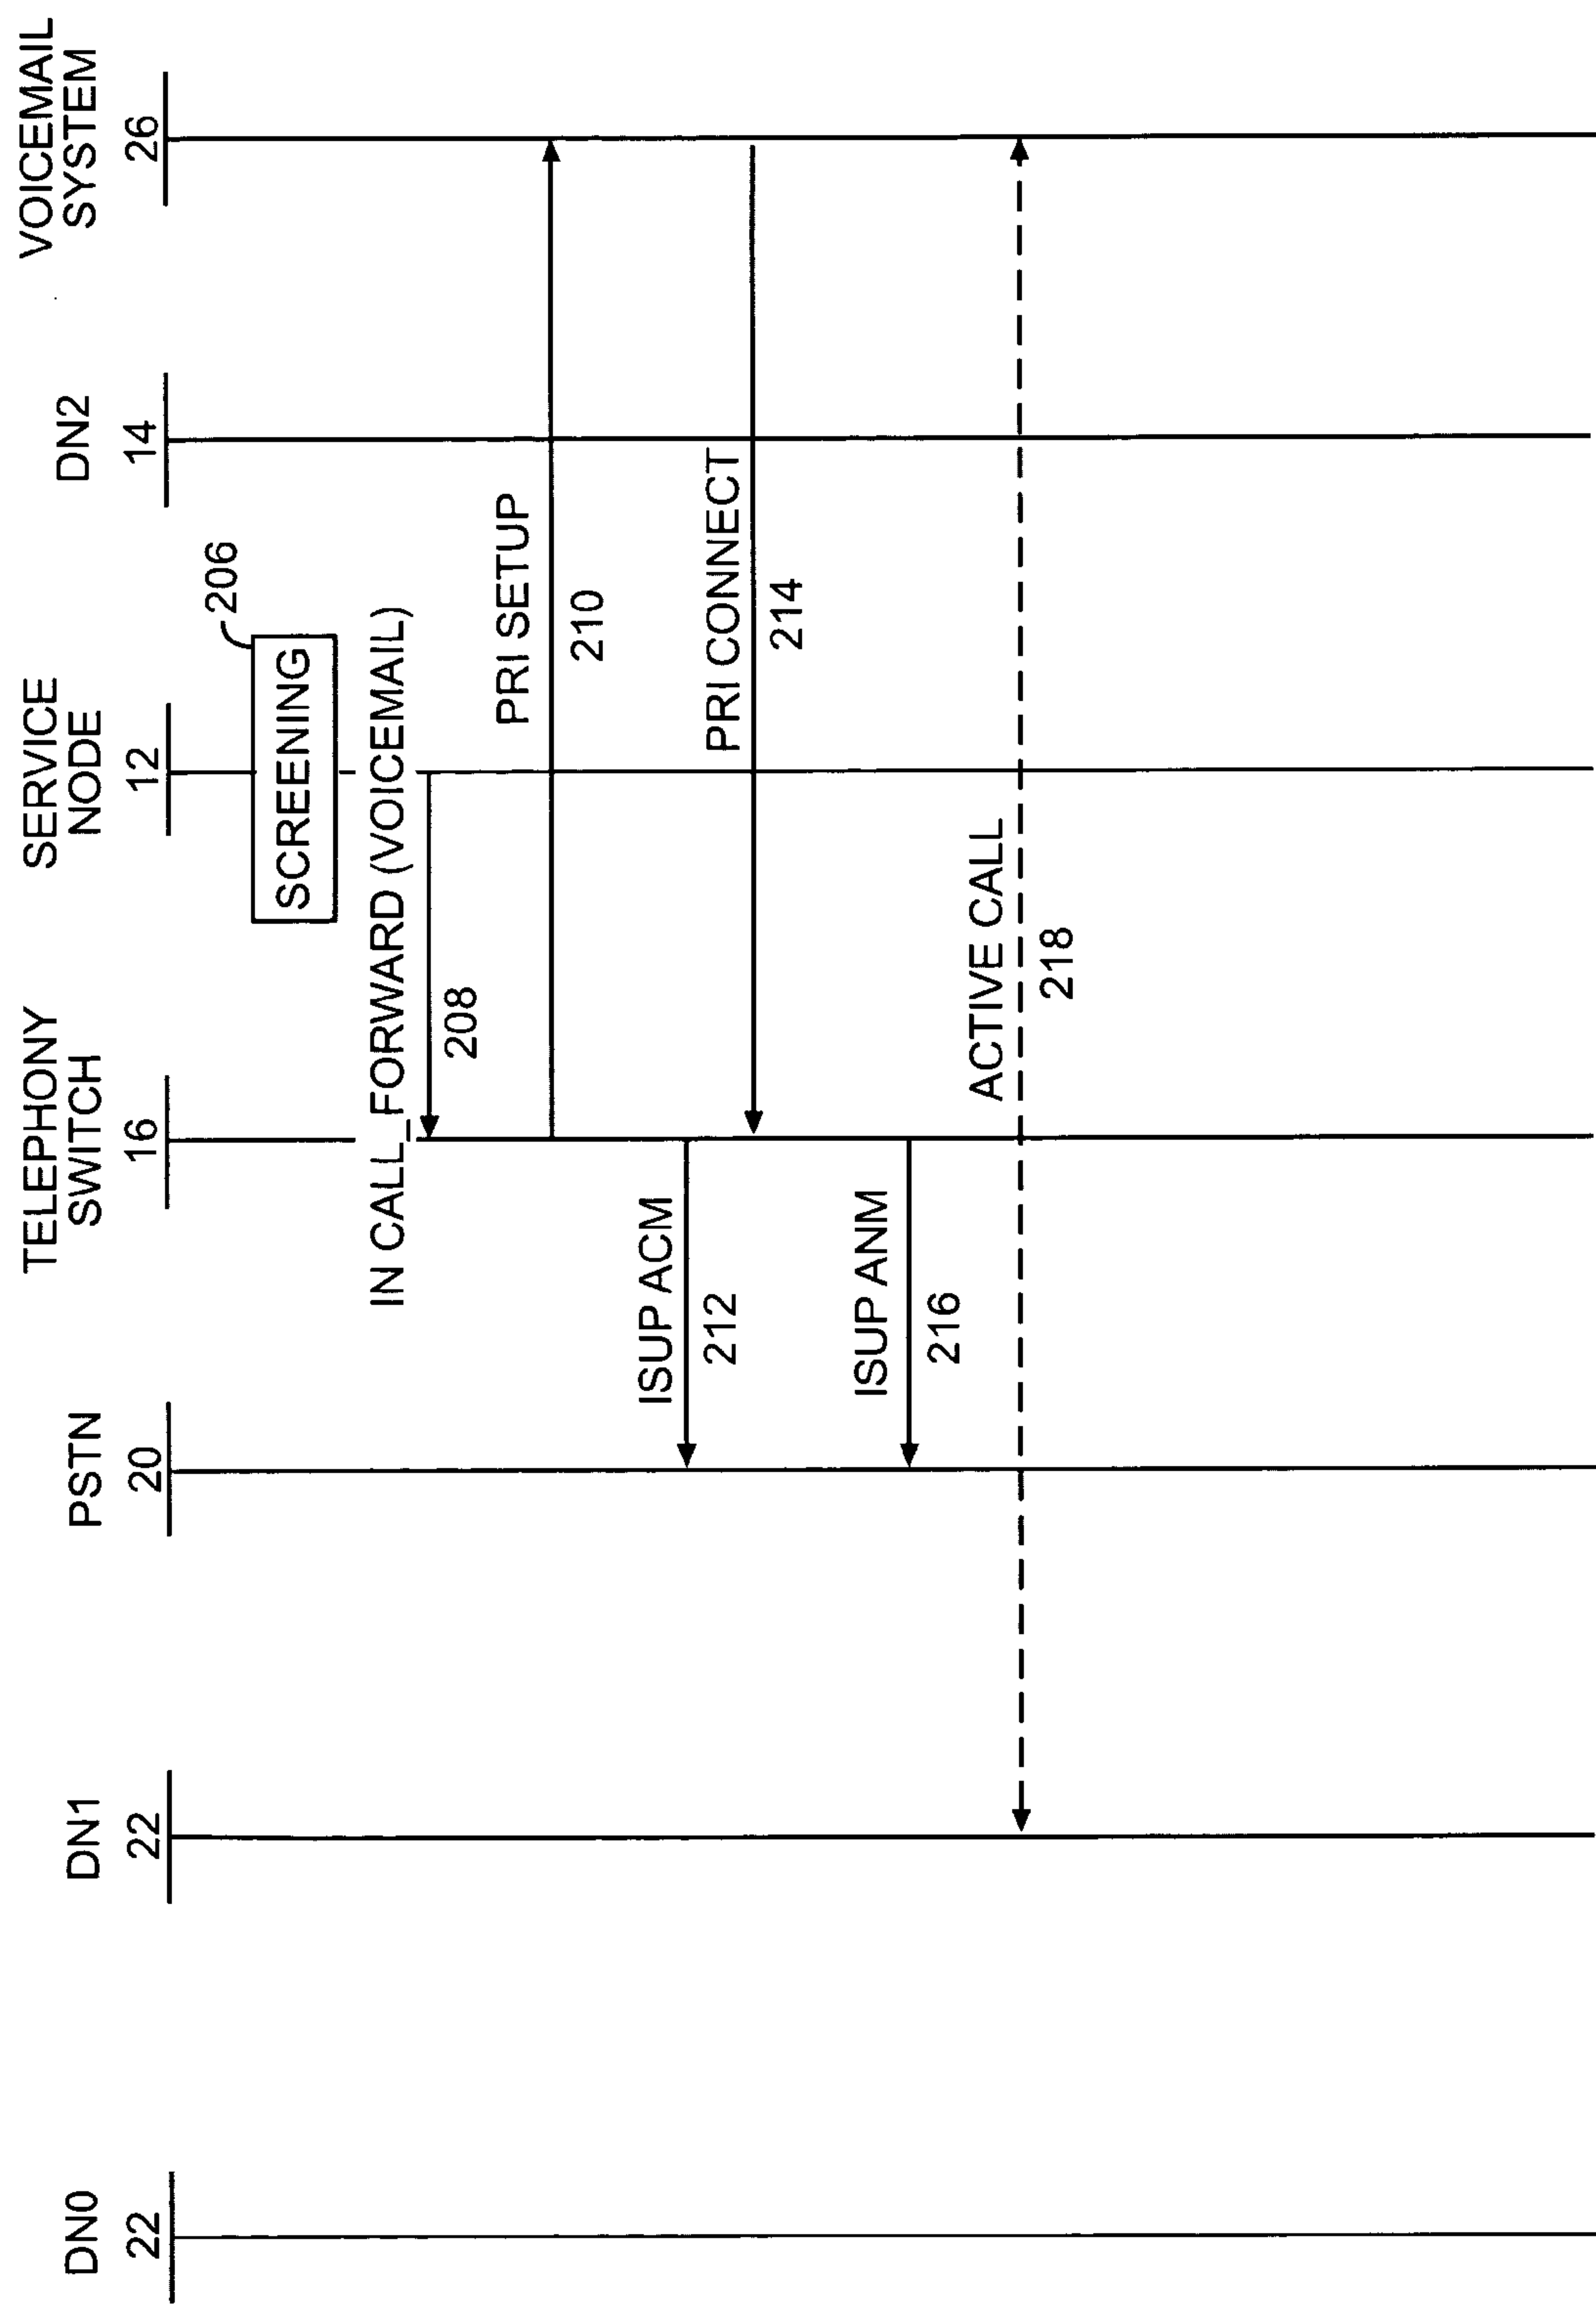 DN0
22
DN1
22
PSTN
20
TELEPHONY
SWITCH
16
SERVICE
NODE
12
DN2
14
VOICEMAIL
SYSTEM
26
SCREENING
206
IN CALL_FORWARD (VOICEMAIL)
208
PRI SETUP
210
ISUP ACM
212
PRI CONNECT
214
ISUP ANM
216
ACTIVE CALL
218